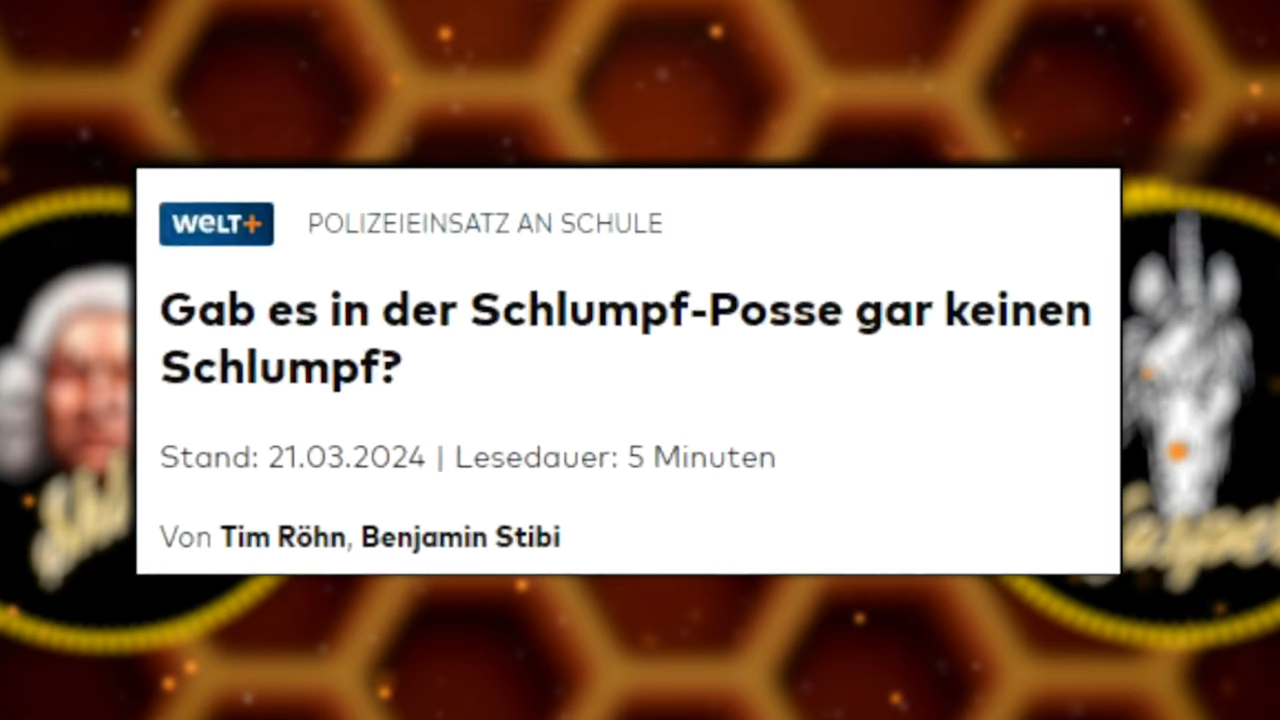 WELT+ POLIZEIEINSATZ AN SCHULE
Gab es in der Schlumpf-Posse gar keinen
Schlumpf?
Stand: 21.03.2024 | Lesedauer: 5 Minuten
Von Tim Röhn, Benjamin Stibi